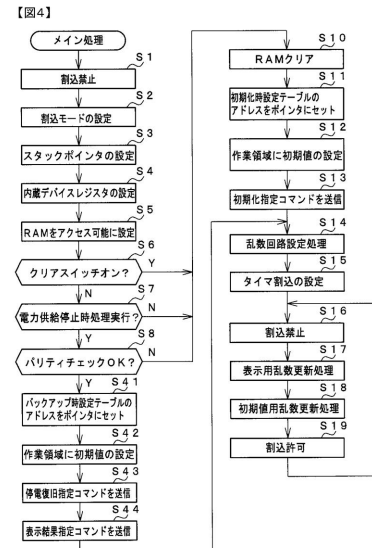 【図4】
メイン処理
S1
割込禁止
S2
割込モードの設定
S3
スタックポインタの設定
S4
内蔵デバイスレジスタの設定
S5
RAMをアクセス可能に設定
S6
クリアスイッチオン?
Y
N
S7
電力供給停止時処理実行?
N
Y
S8
パリティチェックOK?
N
Y
S41
バックアップ時設定テーブルの
アドレスをポインタにセット
S42
作業領域に初期値の設定
S43
停電復旧指定コマンドを送信
S44
表示結果指定コマンドを送信
S10
RAMクリア
S11
初期化時設定テーブルの
アドレスをポインタにセット
S12
作業領域に初期値の設定
S13
初期化指定コマンドを送信
S14
乱数回路設定処理
S15
タイマ割込の設定
S16
割込禁止
S17
表示用乱数更新処理
S18
初期値用乱数更新処理
S19
割込許可